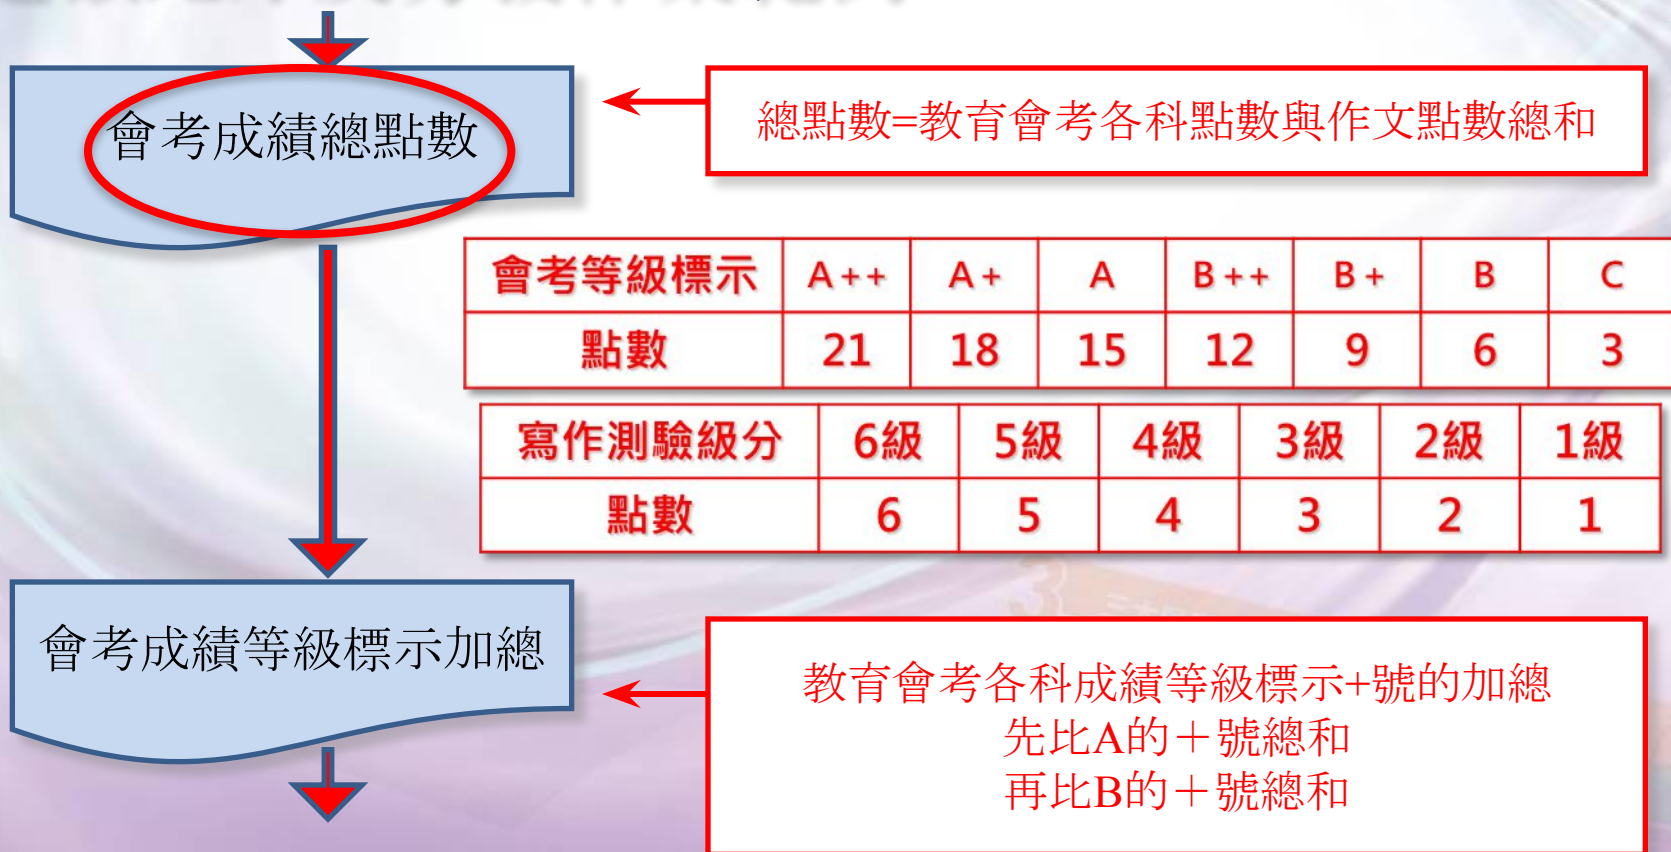 會考成績總點數
總點數=教育會考各科點數與作文點數總和
會考等級標示 A++ A+ A B++ B+ B C
點數 21 18 15 12 9 6 3
寫作測驗級分 6級 5級 4級 3級 2級 1級
點數 6 5 4 3 2 1
會考成績等級標示加總
教育會考各科成績等級標示+號的加總
先比A的＋號總和
再比B的＋號總和